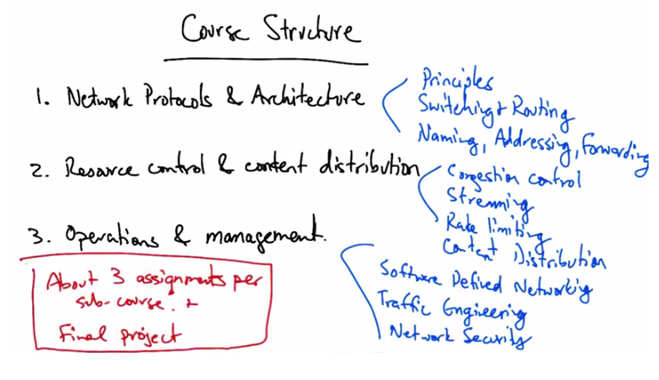 Course Structure
1. Network Protocols & Architecture
Principles
Switching & Routing
Naming, Addressing, Forwarding
2. Resource control & content distribution
Congestion control
Streaming
Rate limiting
Content Distribution
3. Operations & management.
Software Defined Networking
Traffic Engineering
Network Security
About 3 assignments per
sub-course. +
Final project